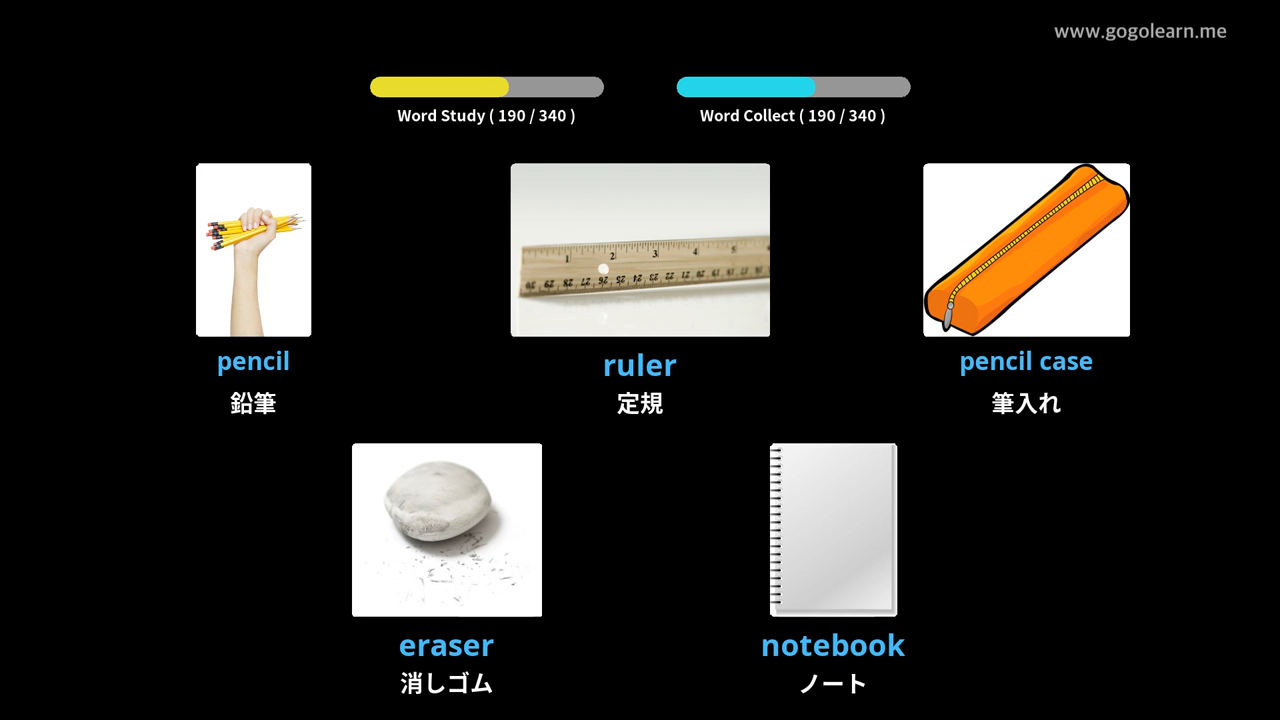 www.gogolearn.me
Word Study ( 190 / 340 )
Word Collect ( 190 / 340 )
pencil
鉛筆
ruler
定規
pencil case
筆入れ
eraser
消しゴム
notebook
ノート